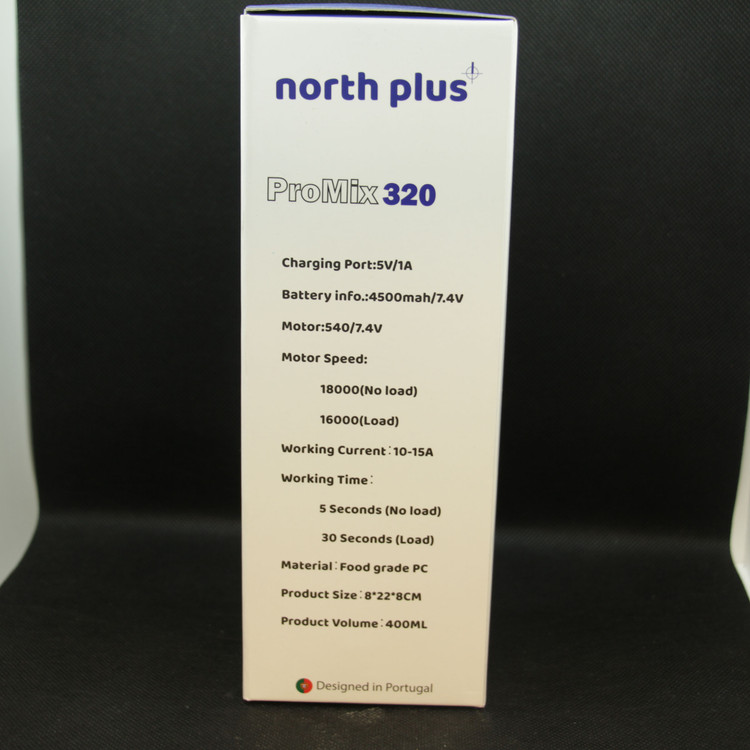 north plus
ProMix 320
Charging Port:5V/1A
Battery info.:4500mah/7.4V
Motor:540/7.4V
Motor Speed:
18000(No load)
16000(Load)
Working Current:10-15A
Working Time:
5 Seconds (No load)
30 Seconds (Load)
Material:Food grade PC
Product Size:8*22*8CM
Product Volume:400ML
Designed in Portugal